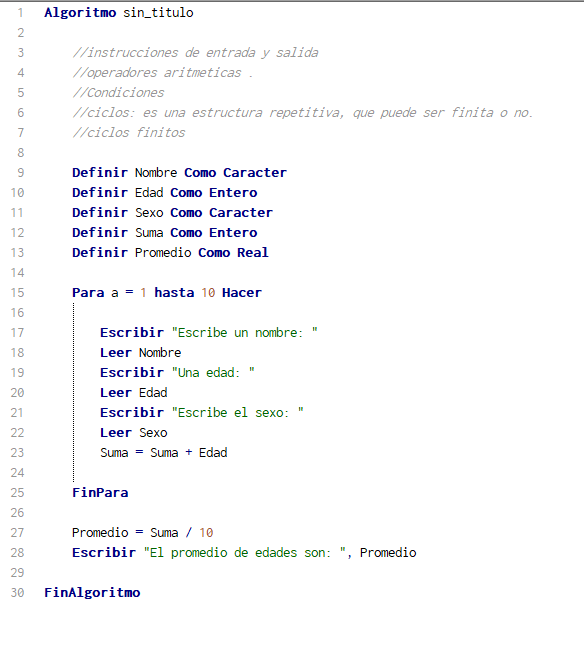 1 Algoritmo sin_titulo
2
3 //instrucciones de entrada y salida
4 //operadores aritmeticas .
5 //Condiciones
6 //ciclos: es una estructura repetitiva, que puede ser finita o no.
7 //ciclos finitos
8
9 Definir Nombre Como Caracter
10 Definir Edad Como Entero
11 Definir Sexo Como Caracter
12 Definir Suma Como Entero
13 Definir Promedio Como Real
14
15 Para a = 1 hasta 10 Hacer
16
17 Escribir "Escribe un nombre: "
18 Leer Nombre
19 Escribir "Una edad: "
20 Leer Edad
21 Escribir "Escribe el sexo: "
22 Leer Sexo
23 Suma = Suma + Edad
24
25 FinPara
26
27 Promedio = Suma / 10
28 Escribir "El promedio de edades son: ", Promedio
29
30 FinAlgoritmo